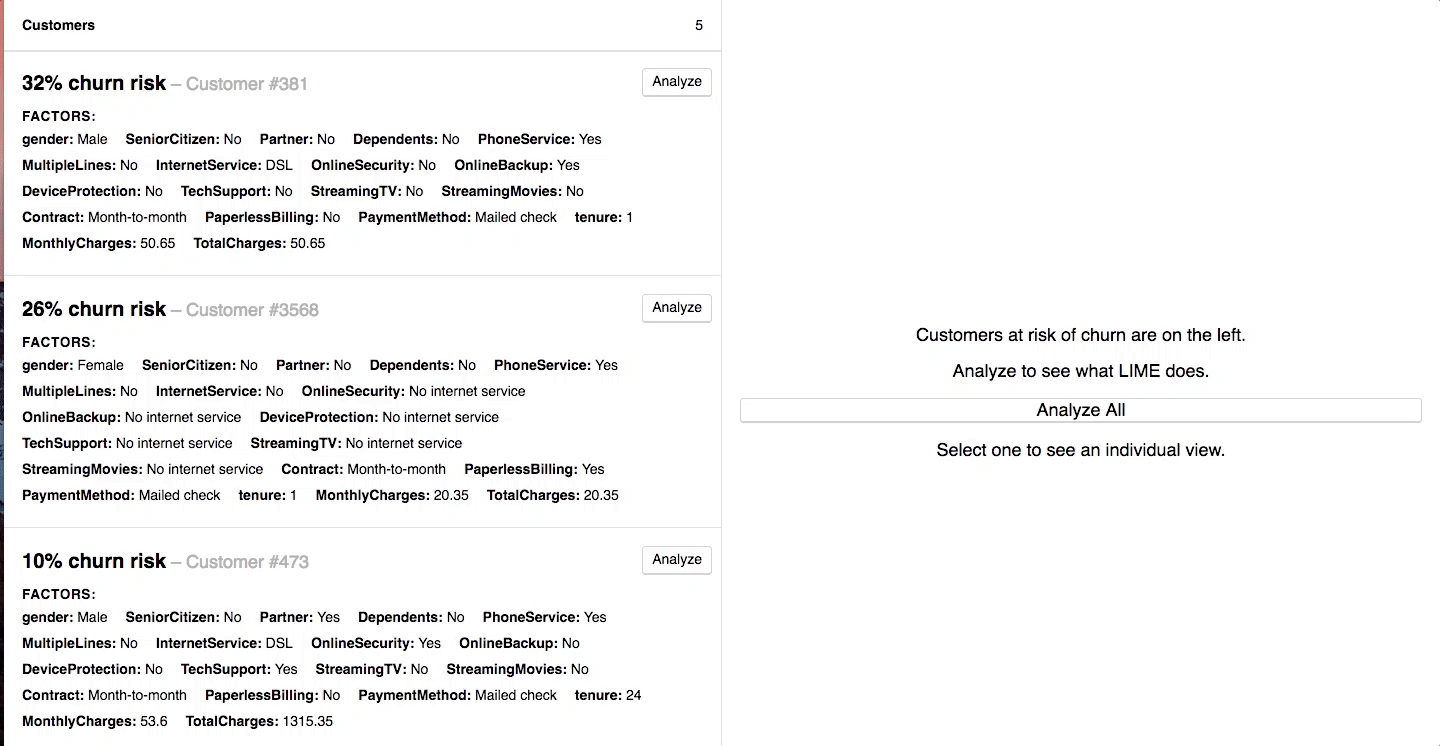 Customers 5
32% churn risk – Customer #381 Analyze
FACTORS:
gender: Male SeniorCitizen: No Partner: No Dependents: No PhoneService: Yes
MultipleLines: No InternetService: DSL OnlineSecurity: No OnlineBackup: Yes
DeviceProtection: No TechSupport: No StreamingTV: No StreamingMovies: No
Contract: Month-to-month PaperlessBilling: No PaymentMethod: Mailed check tenure: 1
MonthlyCharges: 50.65 TotalCharges: 50.65
26% churn risk – Customer #3568 Analyze
FACTORS:
gender: Female SeniorCitizen: No Partner: No Dependents: No PhoneService: Yes
MultipleLines: No InternetService: No OnlineSecurity: No internet service
OnlineBackup: No internet service DeviceProtection: No internet service
TechSupport: No internet service StreamingTV: No internet service
StreamingMovies: No internet service Contract: Month-to-month PaperlessBilling: Yes
PaymentMethod: Mailed check tenure: 1 MonthlyCharges: 20.35 TotalCharges: 20.35
10% churn risk – Customer #473 Analyze
FACTORS:
gender: Male SeniorCitizen: No Partner: Yes Dependents: No PhoneService: Yes
MultipleLines: No InternetService: DSL OnlineSecurity: Yes OnlineBackup: No
DeviceProtection: No TechSupport: Yes StreamingTV: No StreamingMovies: No
Contract: Month-to-month PaperlessBilling: No PaymentMethod: Mailed check tenure: 24
MonthlyCharges: 53.6 TotalCharges: 1315.35
Customers at risk of churn are on the left.
Analyze to see what LIME does.
Analyze All
Select one to see an individual view.